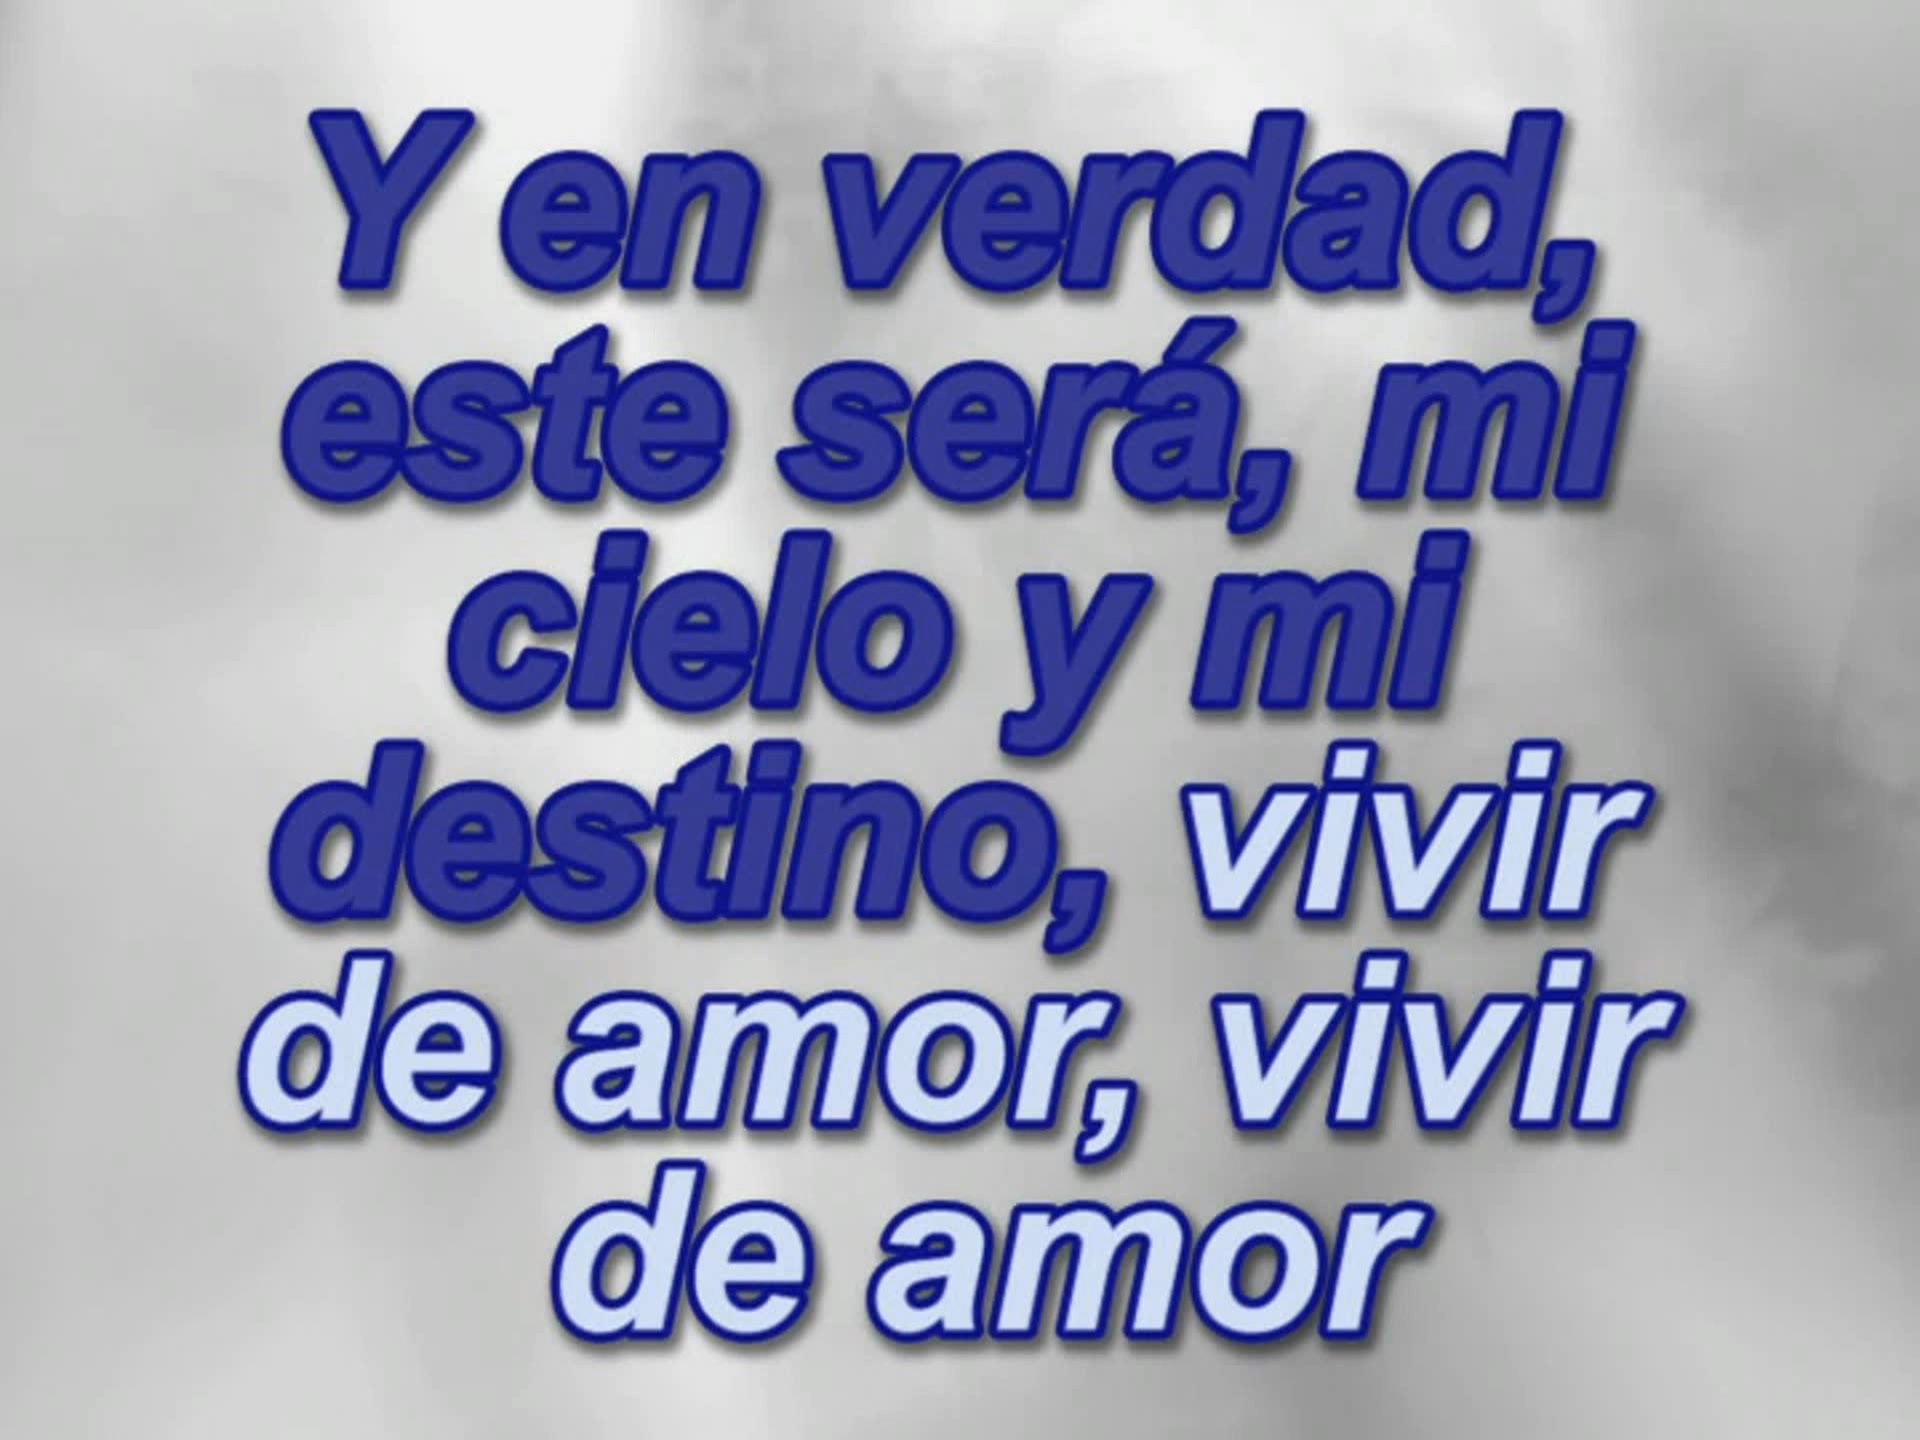 Y en verdad,
este será, mi
cielo y mi
destino, vivir
de amor, vivir
de amor